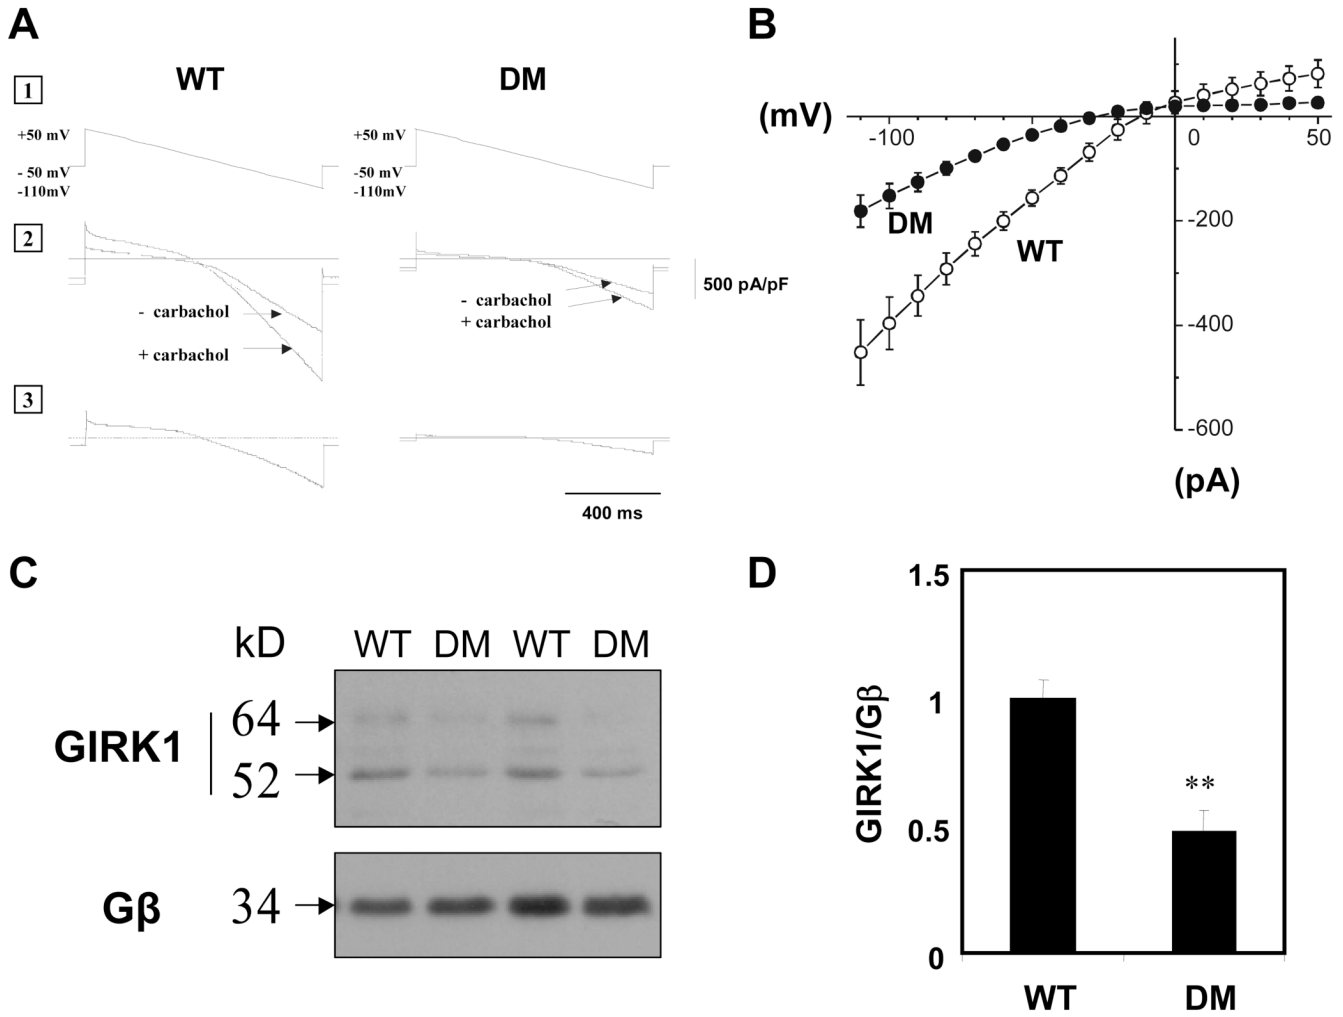 A
WT
DM
1
+50 mV
- 50 mV
-110mV
+50 mV
-50 mV
-110mV
2
- carbachol
+ carbachol
- carbachol
+ carbachol
500 pA/pF
3
400 ms
B
(mV)
-100
0
50
DM
WT
-200
-400
-600
(pA)
C
kD
WT DM WT DM
GIRK1
64
52
Gβ
34
D
GIRK1/Gβ
1.5
1
0.5
0
**
WT
DM